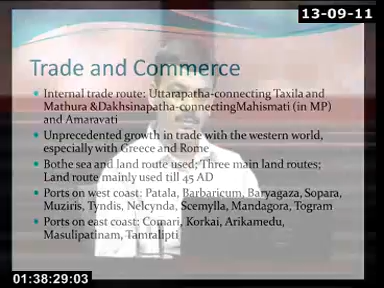 13-09-11
Trade and Commerce
Internal trade route: Uttarapatha-connecting Taxila and
Mathura &Dakhsinapatha-connectingMahismati (in MP)
and Amaravati
Unprecedented growth in trade with the western world,
especially with Greece and Rome
Bothe sea and land route used; Three main land routes;
Land route mainly used till 45 AD
Ports on west coast: Patala, Barbaricum, Baryagaza, Sopara,
Muziris, Tyndis, Nelcynda, Scemylla, Mandagora, Togram
Ports on east coast: Comari, Korkai, Arikamedu,
Masulipatinam, Tamralipti
01:38:29:03